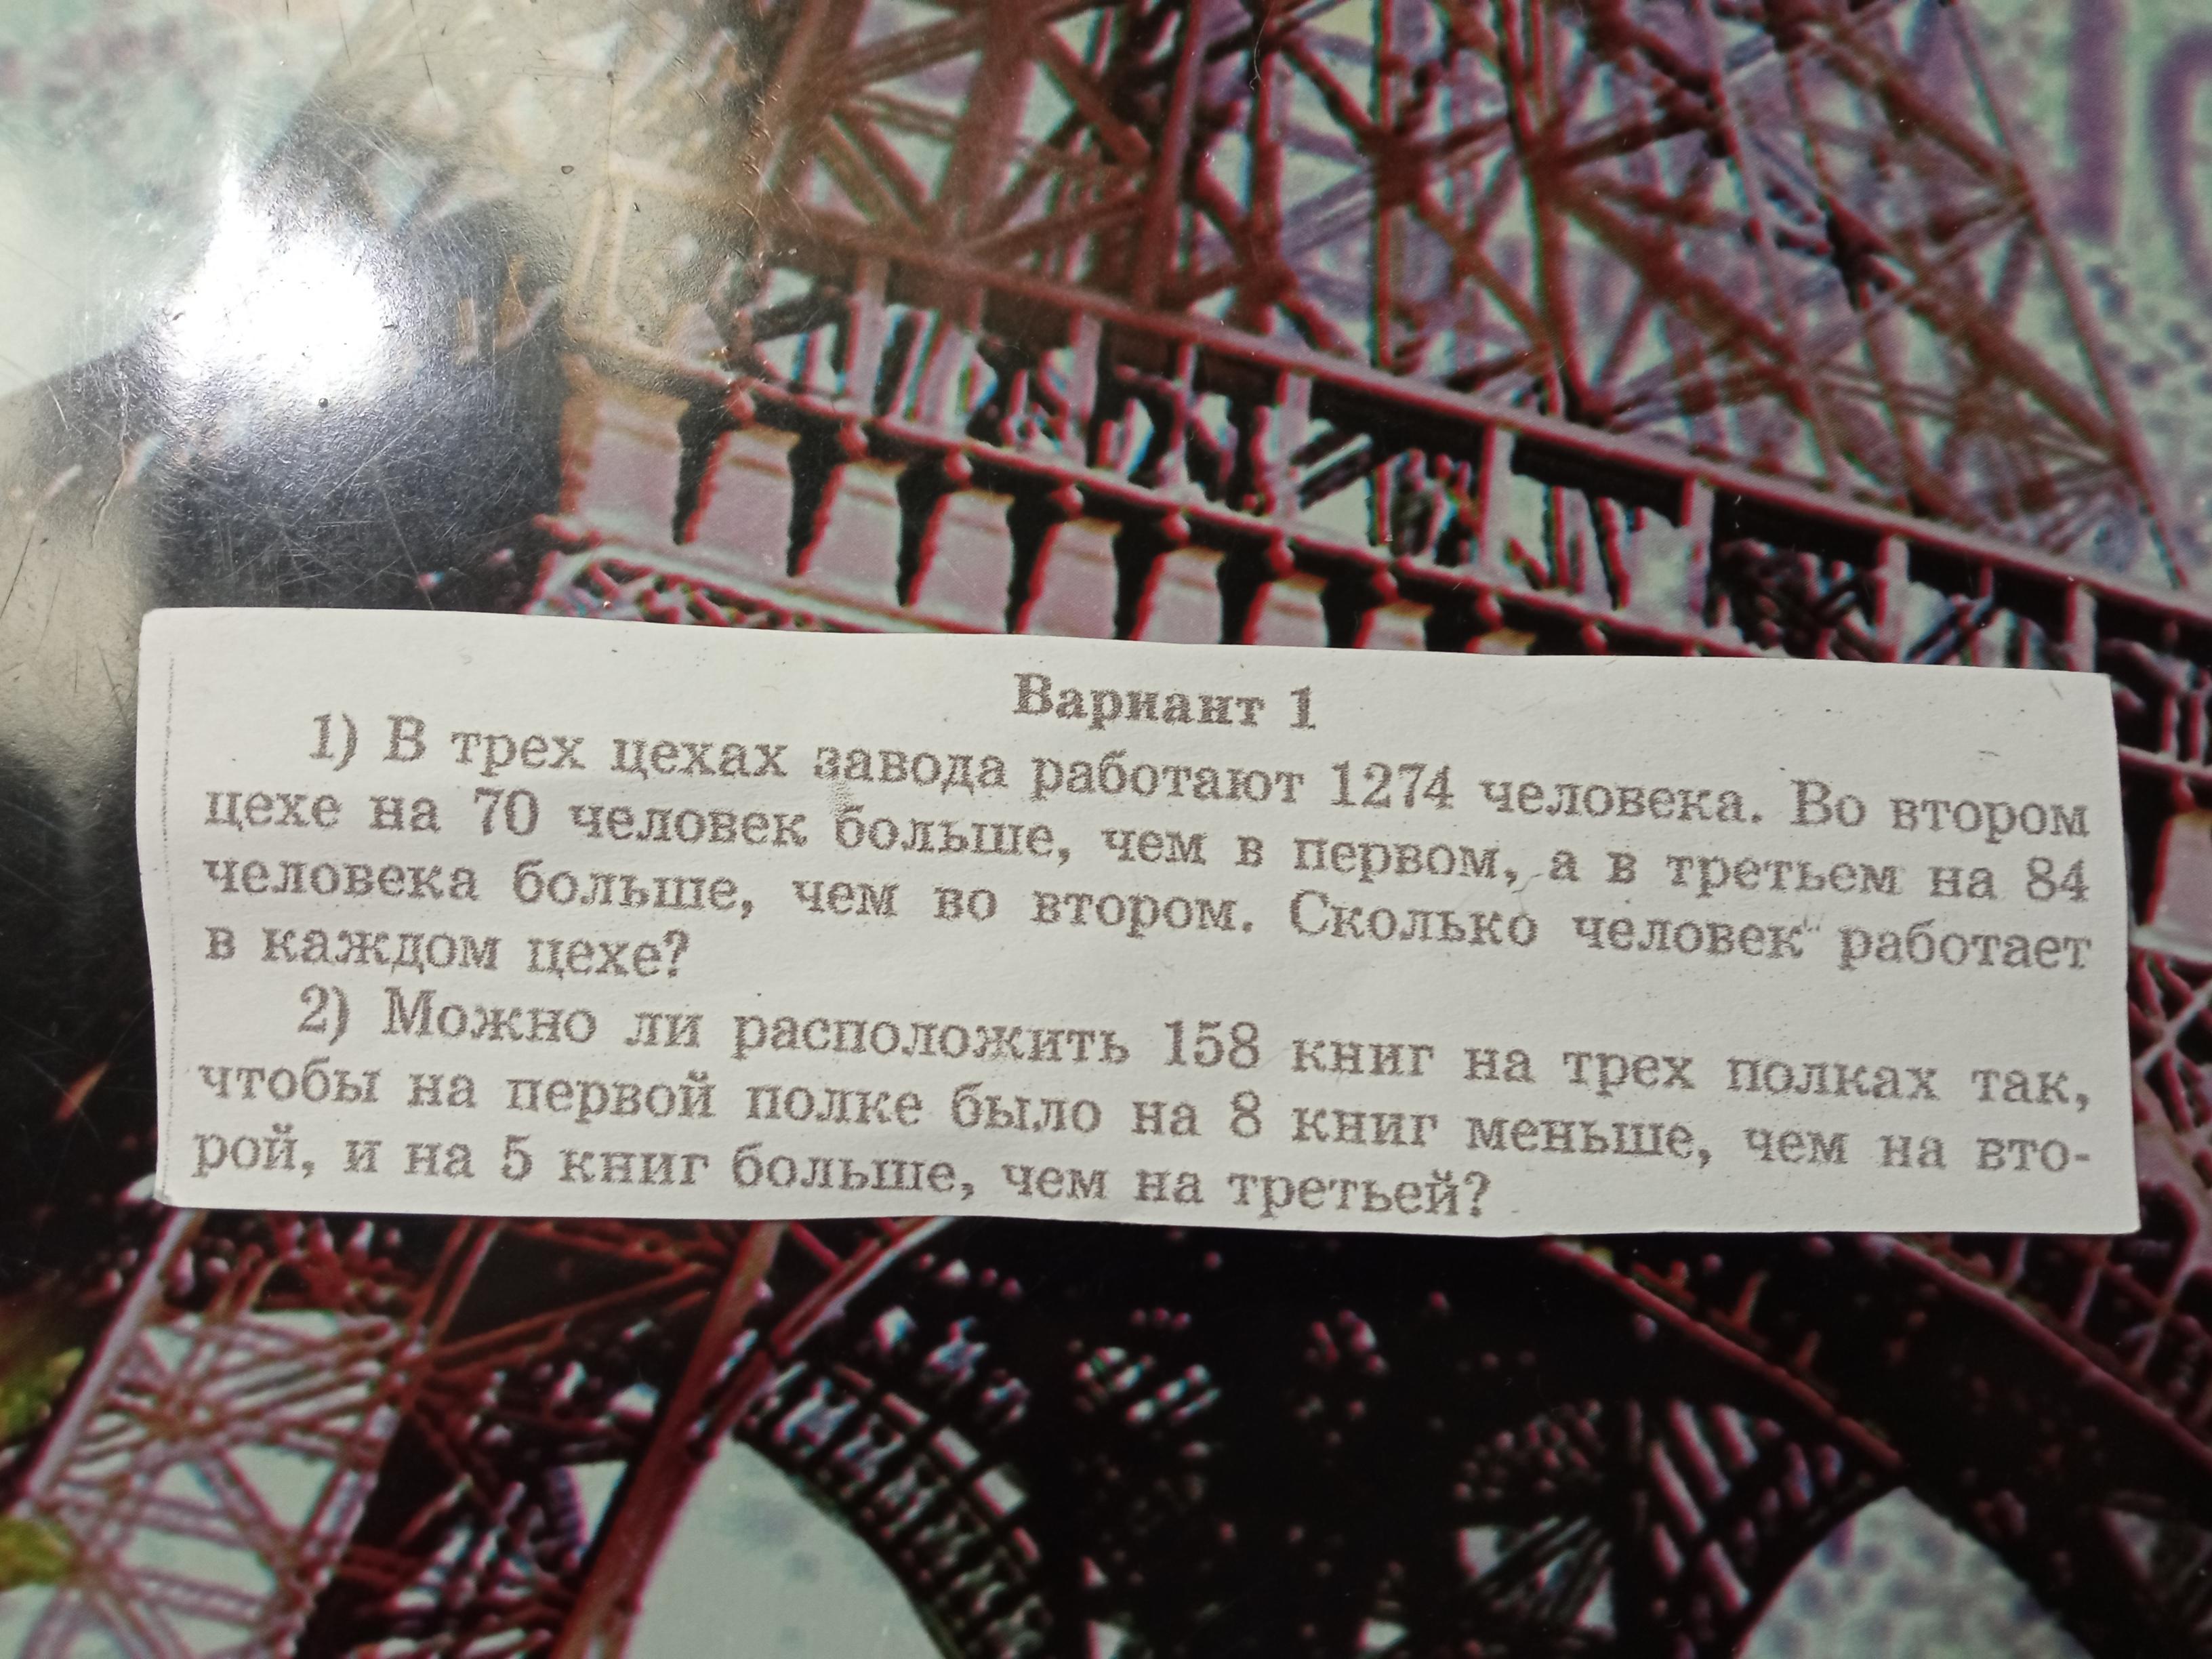 Вариант 1
1) В трех цехах завода работают 1274 человека. Во втором
цехе на 70 человек больше, чем в первом, а в третьем на 84
человека больше, чем во втором. Сколько человек работает
в каждом цехе?
2) Можно ли расположить 158 книг на трех полках так,
чтобы на первой полке было на 8 книг меньше, чем на вто-
рой, и на 5 книг больше, чем на третьей?